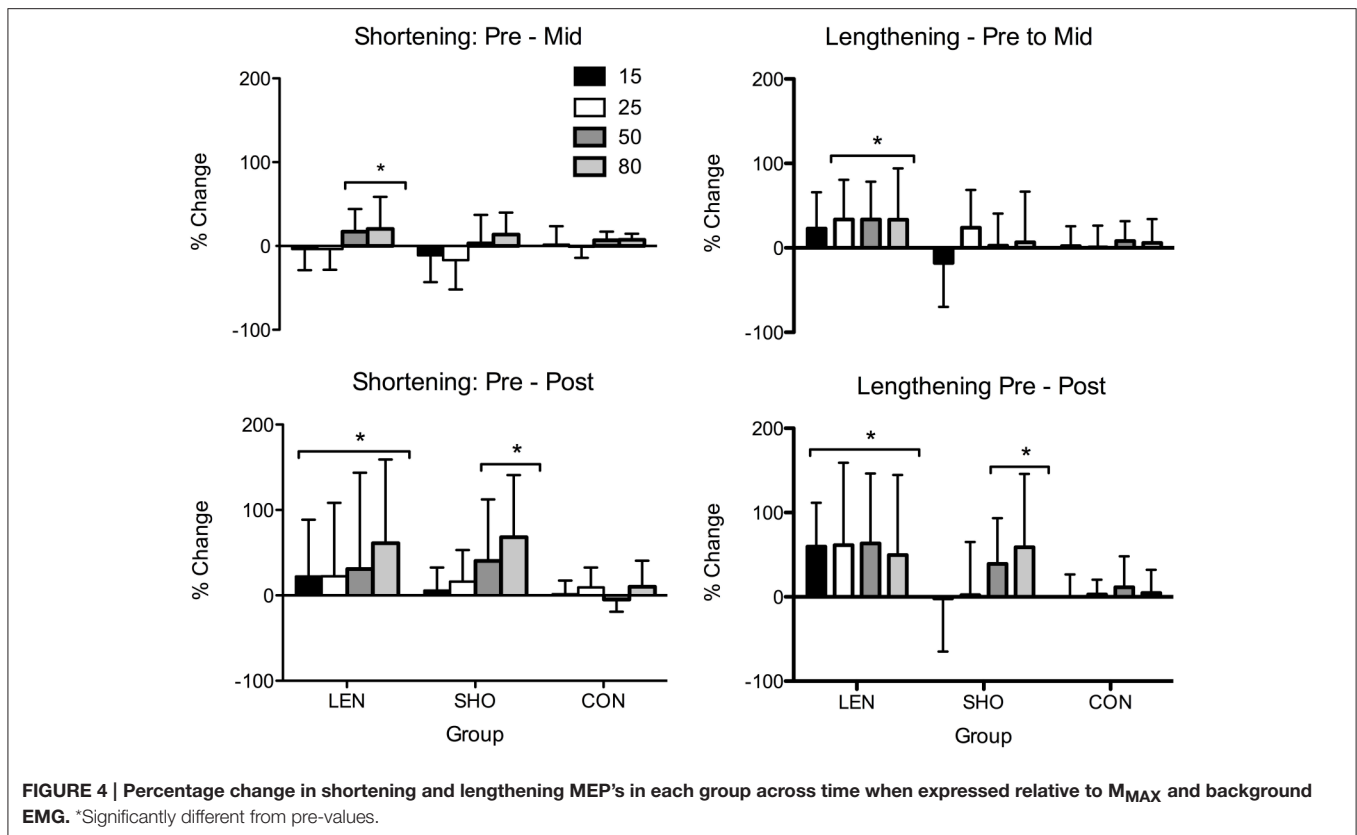 Shortening: Pre - Mid
200
100
0
-100
% Change
*
15
25
50
80
Lengthening - Pre to Mid
200
100
0
-100
% Change
*
Shortening: Pre - Post
200
100
0
-100
% Change
*
*
LEN
SHO
CON
Group
Lengthening Pre - Post
200
100
0
-100
% Change
*
*
LEN
SHO
CON
Group
FIGURE 4 | Percentage change in shortening and lengthening MEP's in each group across time when expressed relative to MMAX and background
EMG. *Significantly different from pre-values.